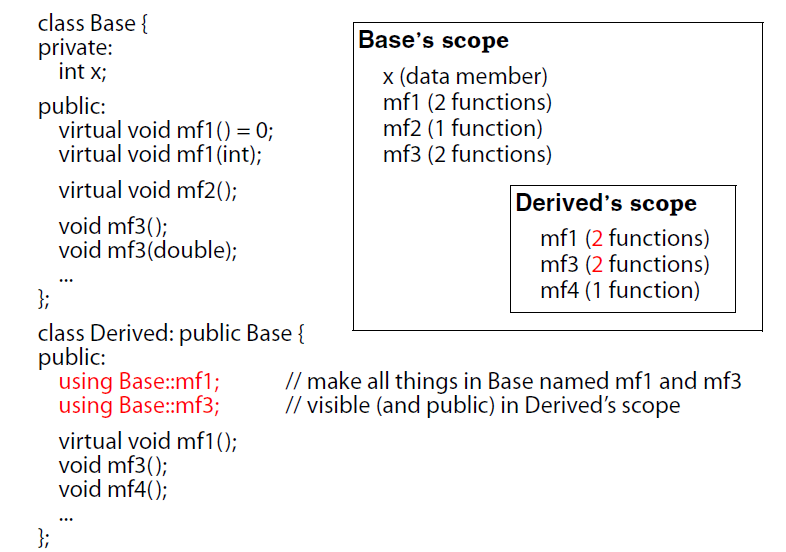 class Base {
private:
int x;
public:
virtual void mf1() = 0;
virtual void mf1(int);
virtual void mf2();
void mf3();
void mf3(double);
...
};
class Derived: public Base {
public:
using Base::mf1; // make all things in Base named mf1 and mf3
using Base::mf3; // visible (and public) in Derived's scope
virtual void mf1();
void mf3();
void mf4();
...
};
Base's scope
x (data member)
mf1 (2 functions)
mf2 (1 function)
mf3 (2 functions)
Derived's scope
mf1 (2 functions)
mf3 (2 functions)
mf4 (1 function)